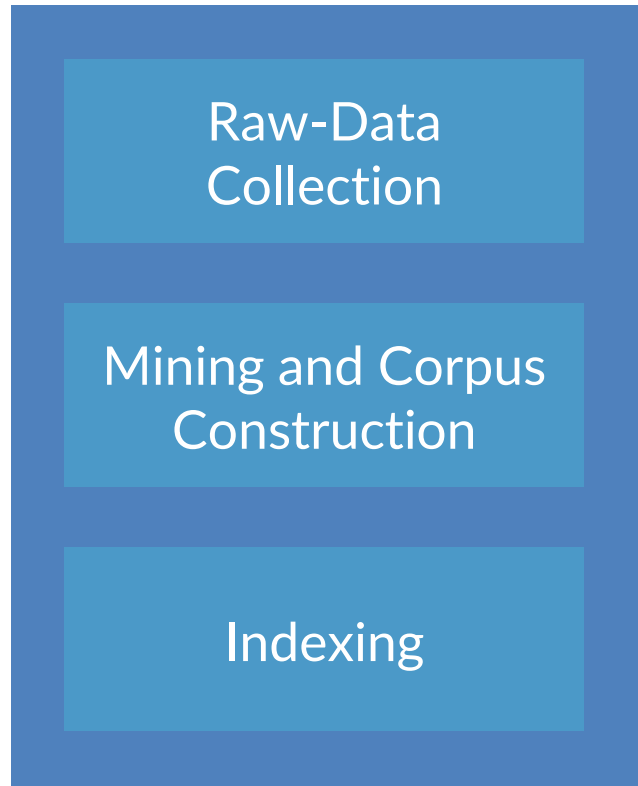 Raw-Data
Collection
Mining and Corpus
Construction
Indexing